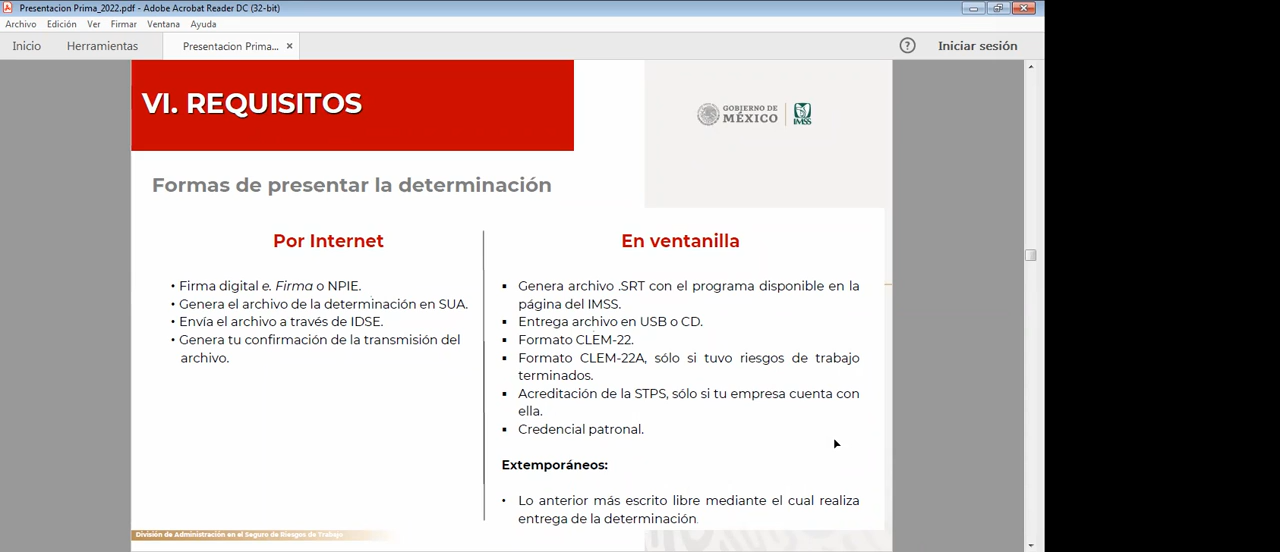 Presentacion Prima_2022.pdf - Adobe Acrobat Reader DC (32-bit)
Archivo Edición Ver Firmar Ventana Ayuda
Inicio Herramientas Presentacion Prima... × ? Iniciar sesión
VI. REQUISITOS
GOBIERNO DE
MÉXICO
IMSS
Formas de presentar la determinación
Por Internet
• Firma digital e. Firma o NPIE.
• Genera el archivo de la determinación en SUA.
• Envía el archivo a través de IDSE.
• Genera tu confirmación de la transmisión del
archivo.
En ventanilla
▪ Genera archivo .SRT con el programa disponible en la
página del IMSS.
▪ Entrega archivo en USB o CD.
▪ Formato CLEM-22.
▪ Formato CLEM-22A, sólo si tuvo riesgos de trabajo
terminados.
▪ Acreditación de la STPS, sólo si tu empresa cuenta con
ella.
▪ Credencial patronal.
Extemporáneos:
• Lo anterior más escrito libre mediante el cual realiza
entrega de la determinación.
División de Administración en el Seguro de Riesgos de Trabajo